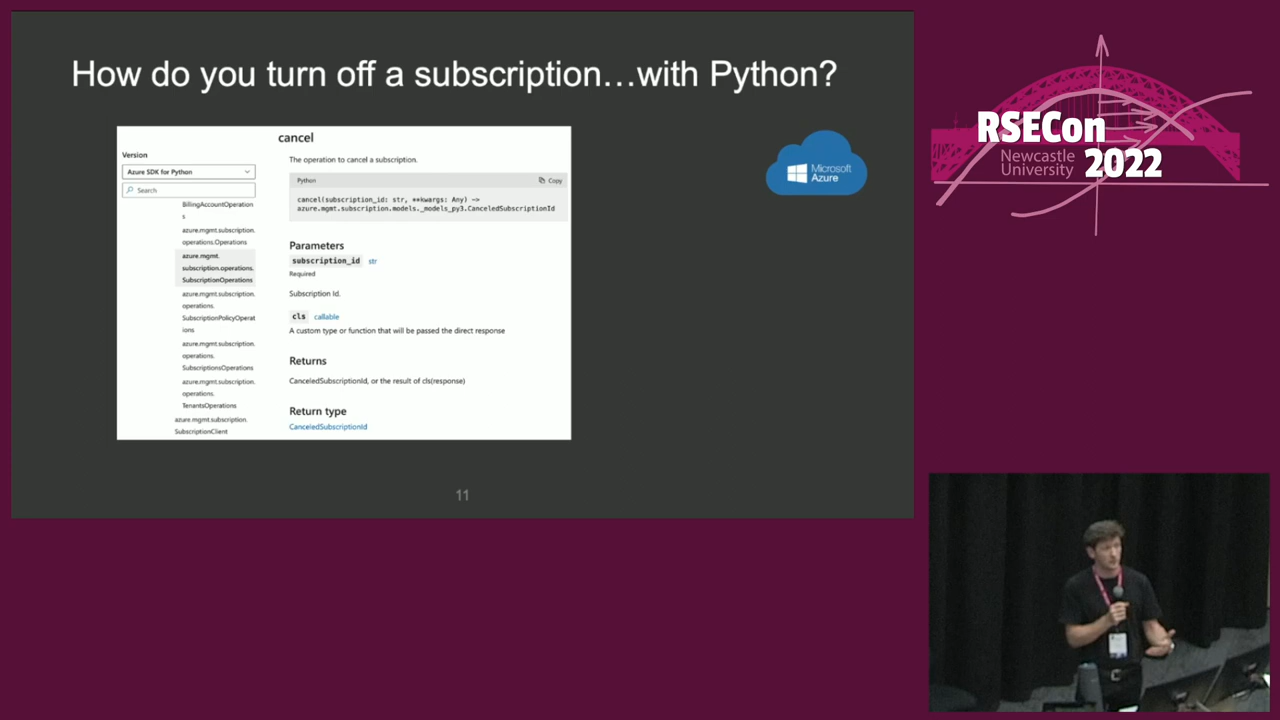 How do you turn off a subscription…with Python?
Version
Azure SDK for Python
Search
BillingAccountOperation
s
azure.mgmt.subscription.
operations.Operations
azure.mgmt.
subscription.operations.
SubscriptionOperations
azure.mgmt.subscription.
operations.
SubscriptionPolicyOperat
ions
azure.mgmt.subscription.
operations.
SubscriptionsOperations
azure.mgmt.subscription.
operations.
TenantsOperations
azure.mgmt.subscription.
SubscriptionClient
cancel
The operation to cancel a subscription.
Python
Copy
cancel(subscription_id: str, **kwargs: Any) ->
azure.mgmt.subscription.models._models_py3.CanceledSubscriptionId
Parameters
subscription_id str
Required
Subscription Id.
cls callable
A custom type or function that will be passed the direct response
Returns
CanceledSubscriptionId, or the result of cls(response)
Return type
CanceledSubscriptionId
Microsoft
Azure
11
RSECon
Newcastle
University
2022